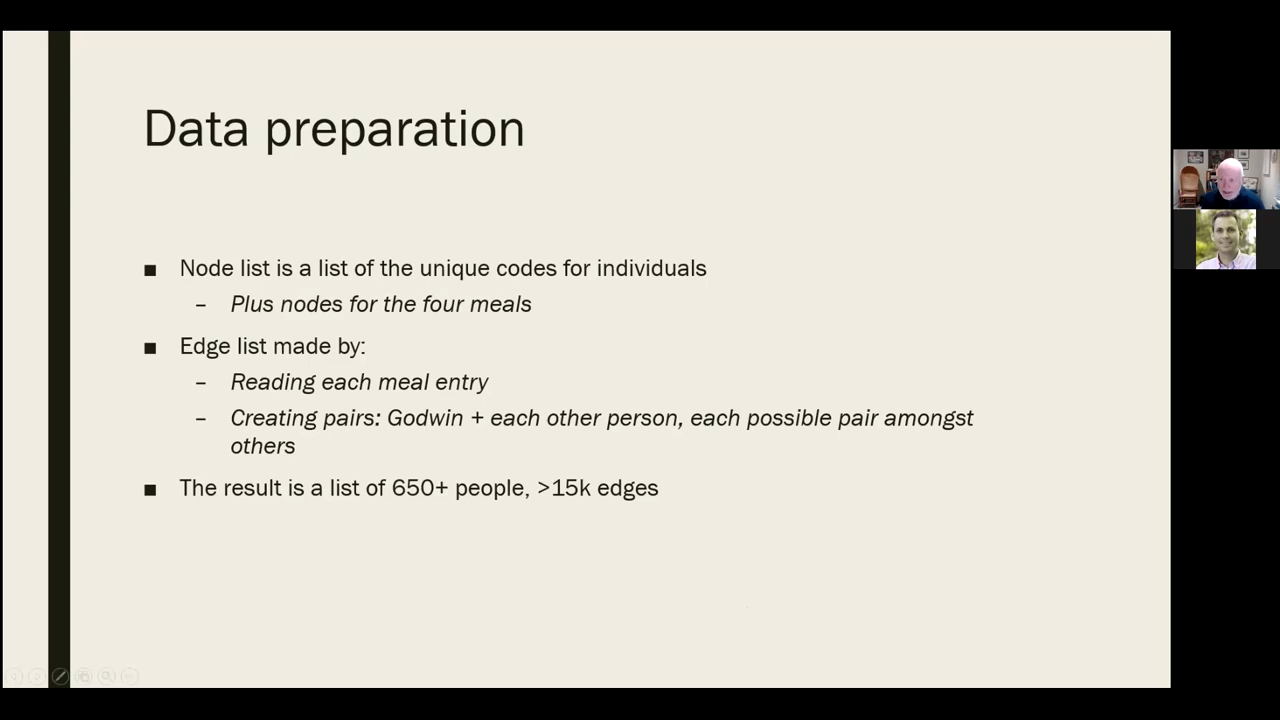 Data preparation
■ Node list is a list of the unique codes for individuals
– Plus nodes for the four meals
■ Edge list made by:
– Reading each meal entry
– Creating pairs: Godwin + each other person, each possible pair amongst
others
■ The result is a list of 650+ people, >15k edges